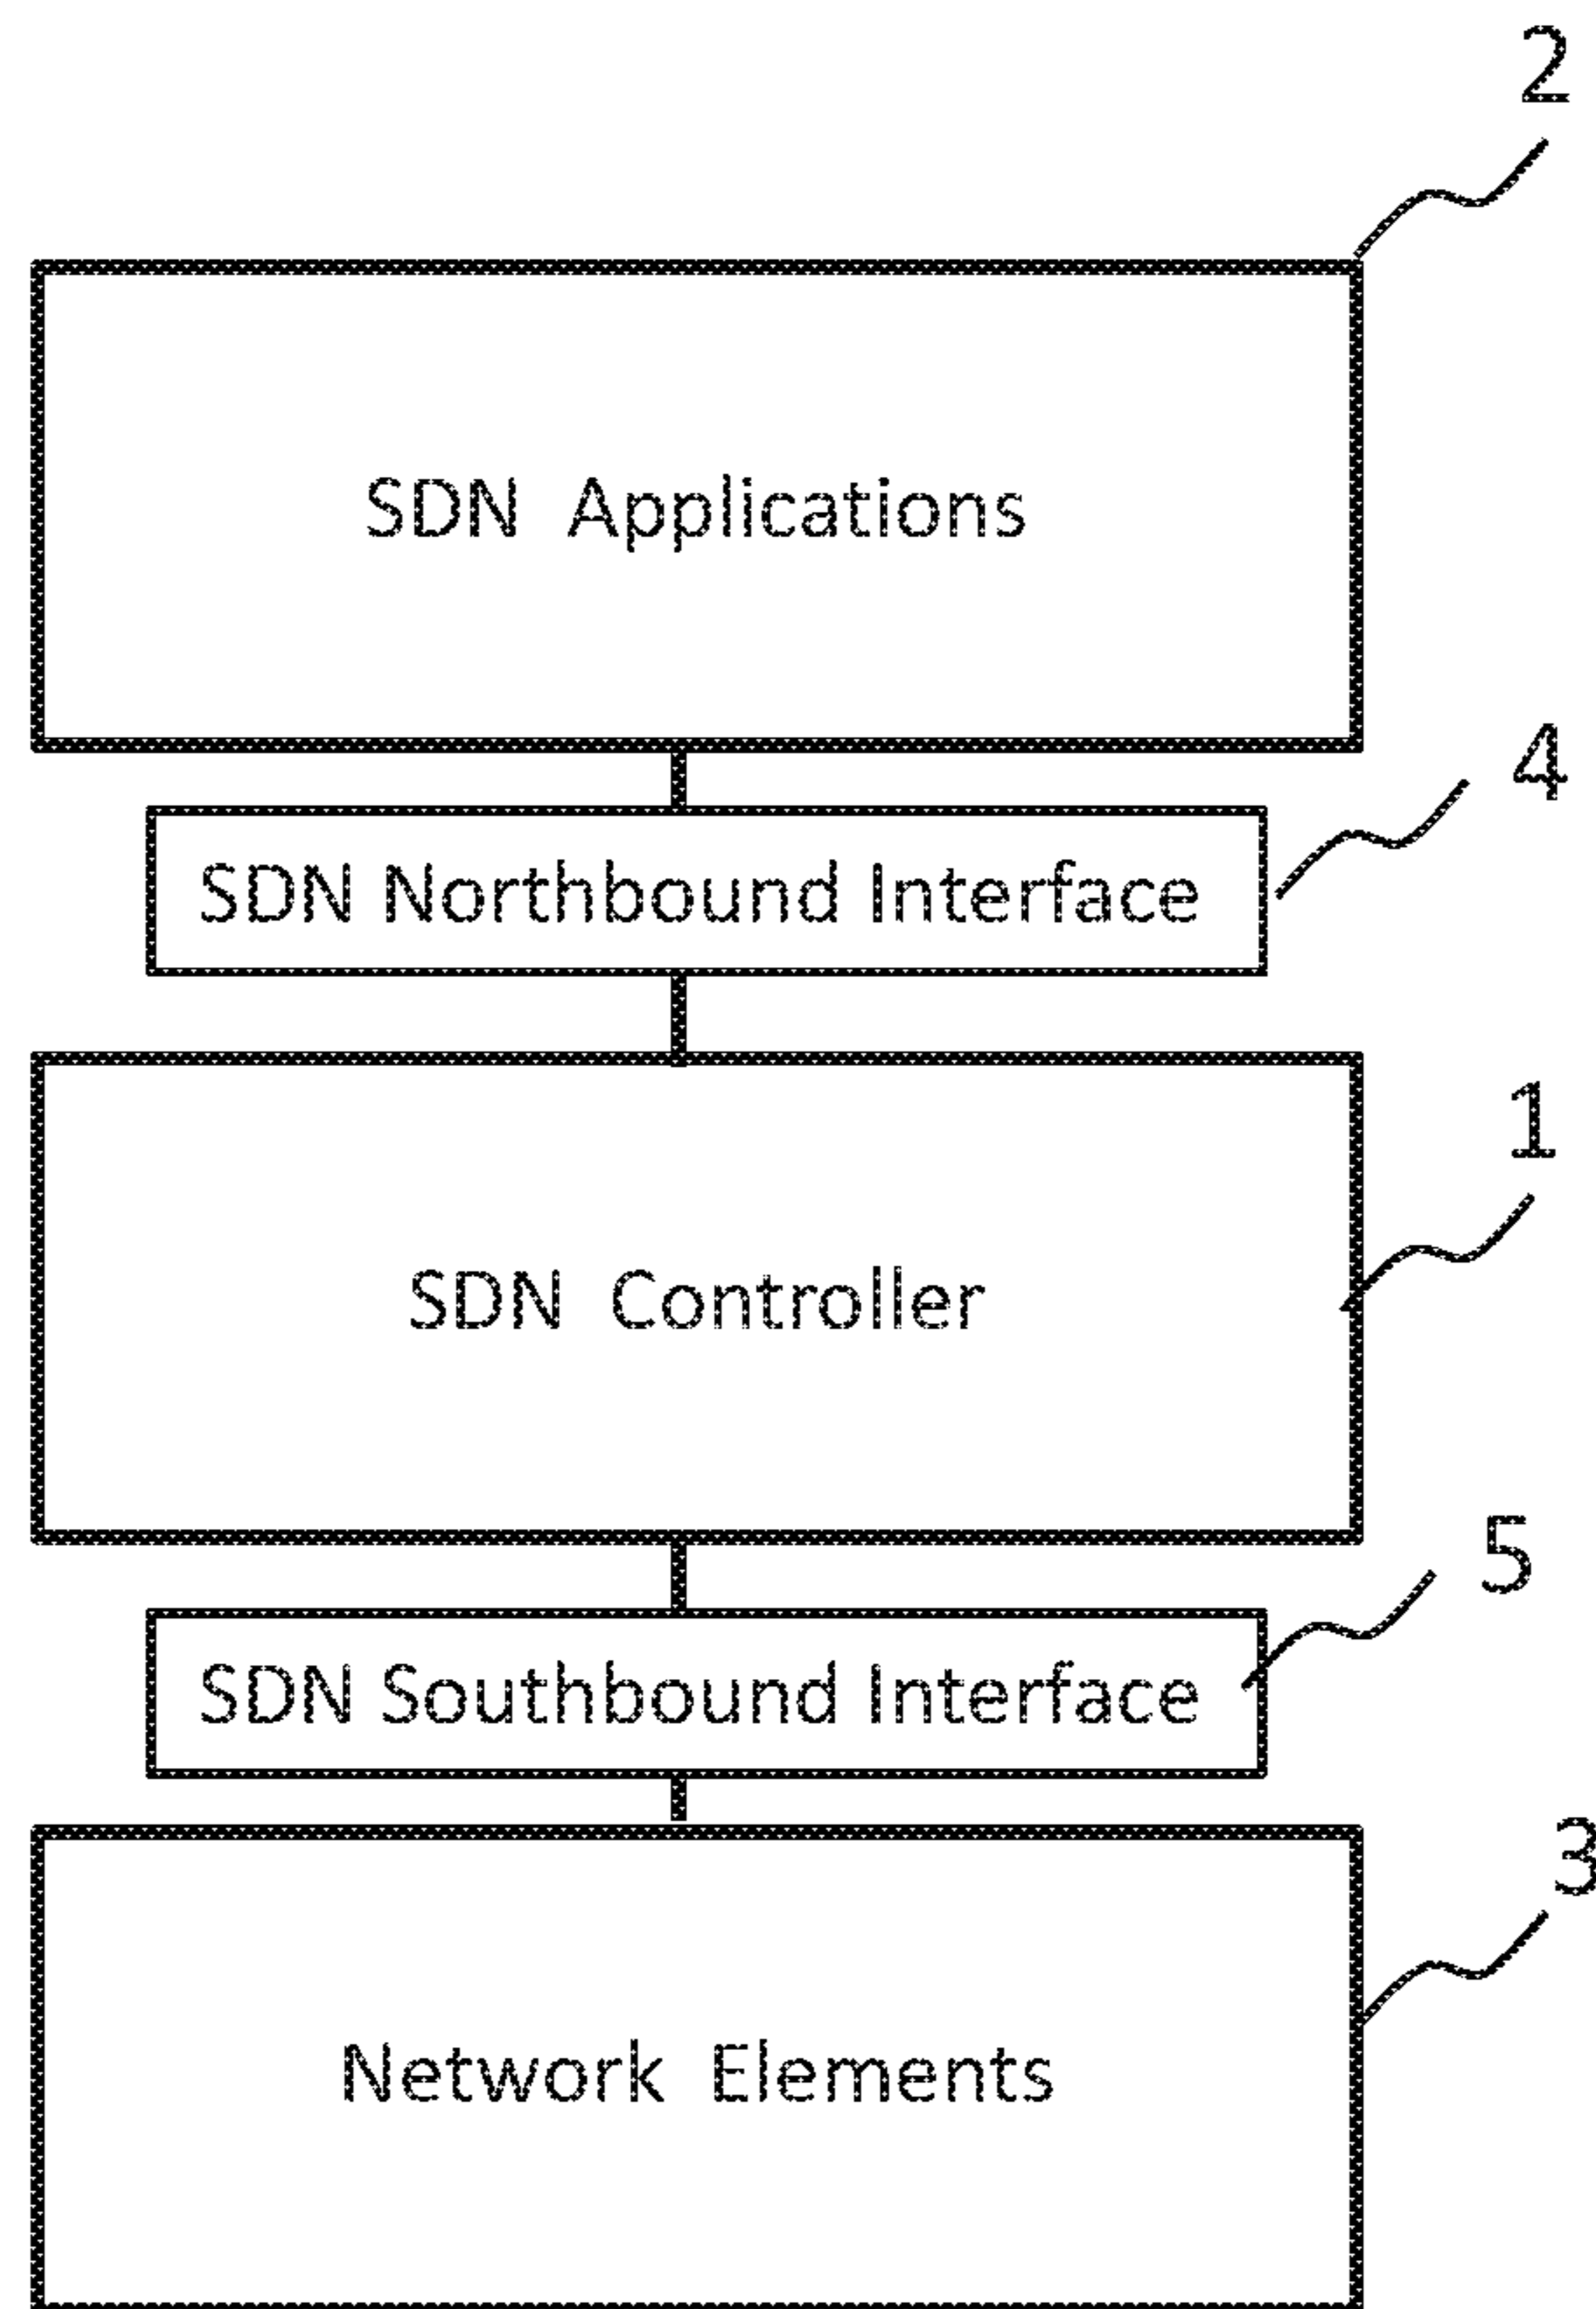 2
SDN Applications
4
SDN Northbound Interface
1
SDN Controller
5
SDN Southbound Interface
3
Network Elements